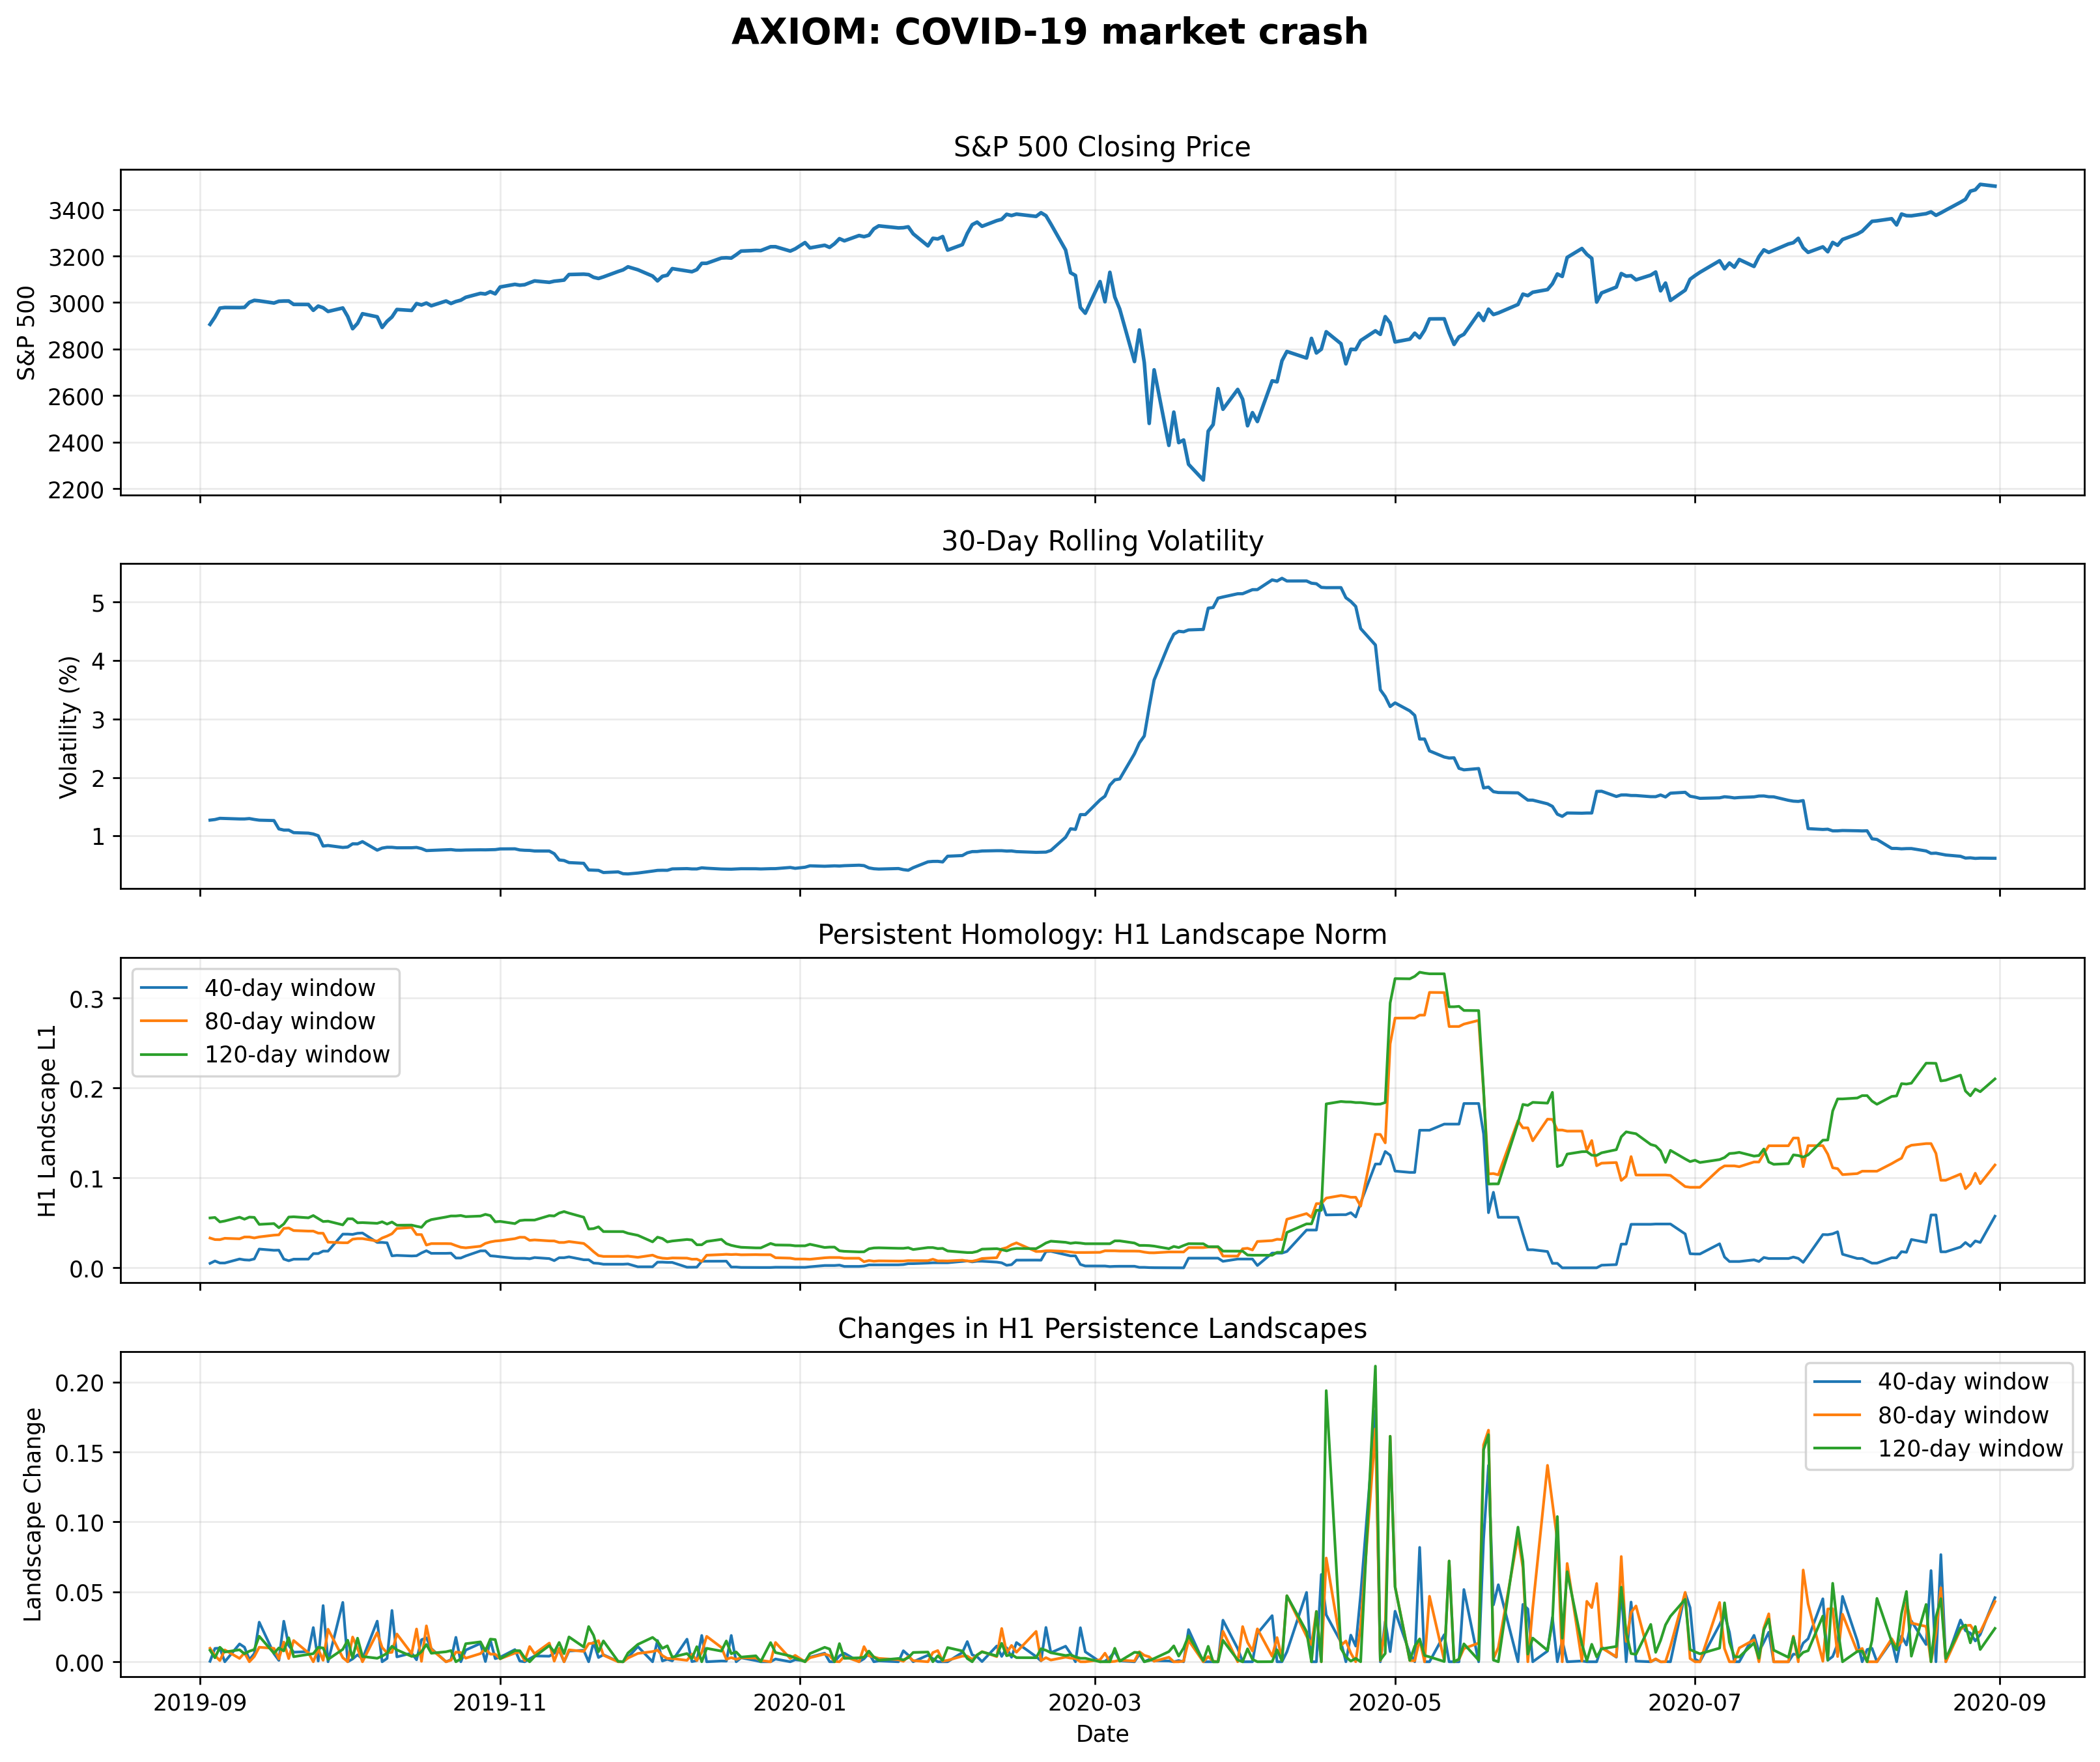 AXIOM: COVID-19 market crash
S&P 500 Closing Price
S&P 500
3400
3200
3000
2800
2600
2400
2200
30-Day Rolling Volatility
Volatility (%)
5
4
3
2
1
Persistent Homology: H1 Landscape Norm
H1 Landscape L1
0.3
0.2
0.1
0.0
40-day window
80-day window
120-day window
Changes in H1 Persistence Landscapes
Landscape Change
0.20
0.15
0.10
0.05
0.00
40-day window
80-day window
120-day window
2019-09 2019-11 2020-01 2020-03 2020-05 2020-07 2020-09
Date